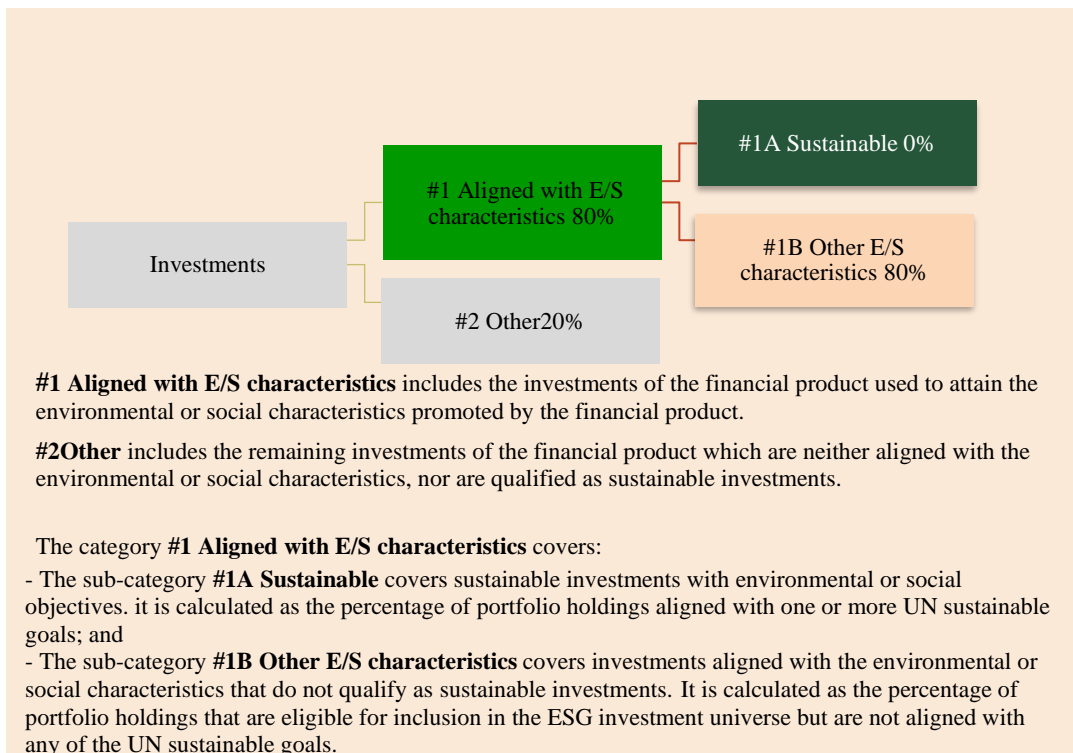 #1A Sustainable 0%
#1 Aligned with E/S
characteristics 80%
#1B Other E/S
characteristics 80%
Investments
#2 Other20%
#1 Aligned with E/S characteristics includes the investments of the financial product used to attain the
environmental or social characteristics promoted by the financial product.
#2Other includes the remaining investments of the financial product which are neither aligned with the
environmental or social characteristics, nor are qualified as sustainable investments.
The category #1 Aligned with E/S characteristics covers:
- The sub-category #1A Sustainable covers sustainable investments with environmental or social
objectives. it is calculated as the percentage of portfolio holdings aligned with one or more UN sustainable
goals; and
- The sub-category #1B Other E/S characteristics covers investments aligned with the environmental or
social characteristics that do not qualify as sustainable investments. It is calculated as the percentage of
portfolio holdings that are eligible for inclusion in the ESG investment universe but are not aligned with
any of the UN sustainable goals.